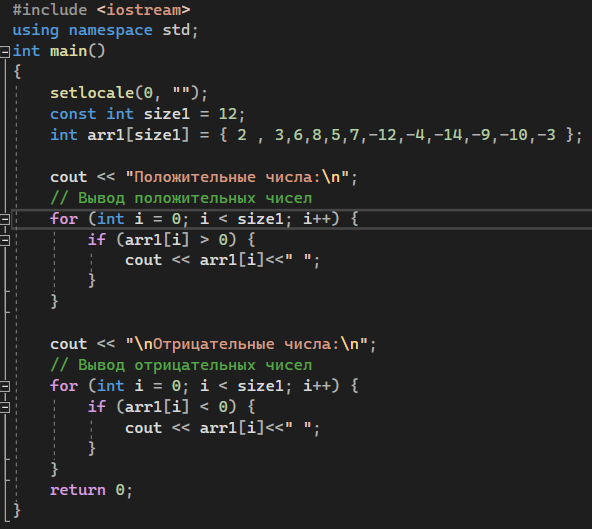 #include <iostream>
using namespace std;
int main()
{
    setlocale(0, "");
    const int size1 = 12;
    int arr1[size1] = { 2 , 3,6,8,5,7,-12,-4,-14,-9,-10,-3 };

    cout << "Положительные числа:\n";
    // Вывод положительных чисел
    for (int i = 0; i < size1; i++) {
        if (arr1[i] > 0) {
            cout << arr1[i]<<" ";
        }
    }

    cout << "\nОтрицательные числа:\n";
    // Вывод отрицательных чисел
    for (int i = 0; i < size1; i++) {
        if (arr1[i] < 0) {
            cout << arr1[i]<<" ";
        }
    }
    return 0;
}